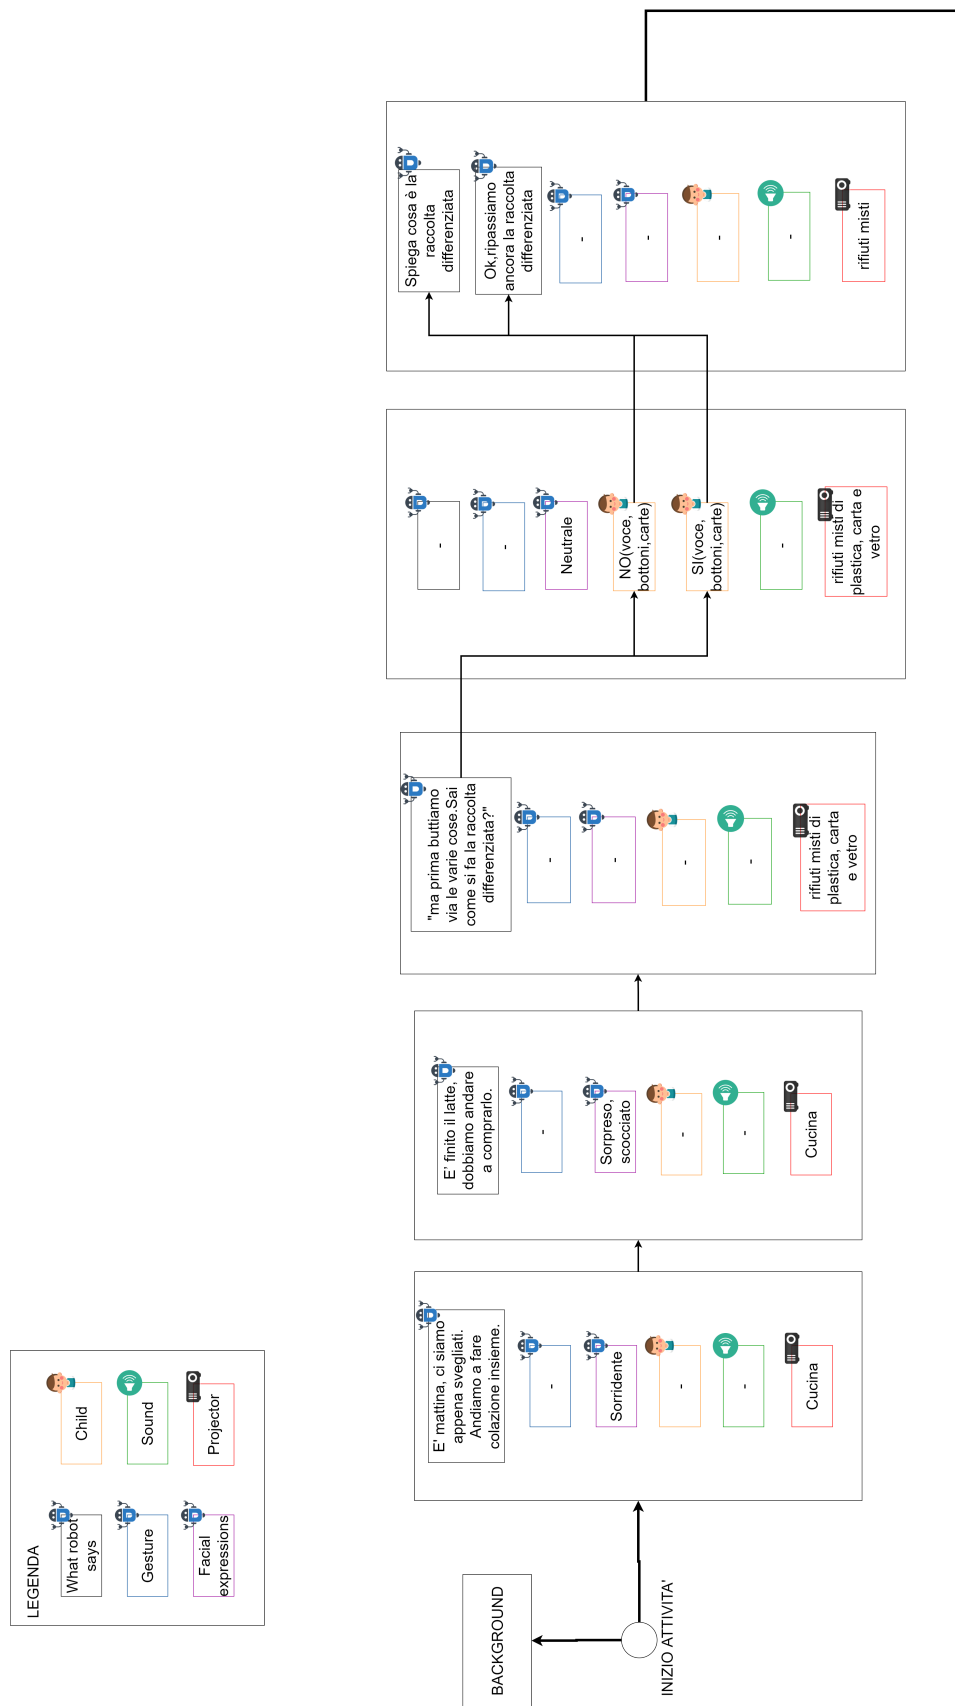 LEGENDA
What robot
says
Gesture
Facial
expressions
Child
Sound
Projector
BACKGROUND
INIZIO ATTIVITA'
E' mattina, ci siamo
appena svegliati.
Andiamo a fare
colazione insieme.
-
Sorridente
-
-
Cucina
E' finito il latte,
dobbiamo andare
a comprarlo.
-
Sorpreso,
scocciato
-
-
Cucina
"ma prima buttiamo
via le varie cose.Sai
come si fa la raccolta
differenziata?"
-
-
-
-
rifiuti misti di
plastica, carta
e vetro
-
-
Neutrale
NO(voce,
bottoni,carte)
SI(voce,
bottoni,carte)
-
rifiuti misti di
plastica, carta e
vetro
Spiega cosa è la
raccolta
differenziata
Ok,ripassiamo
ancora la raccolta
differenziata
-
-
-
-
rifiuti misti